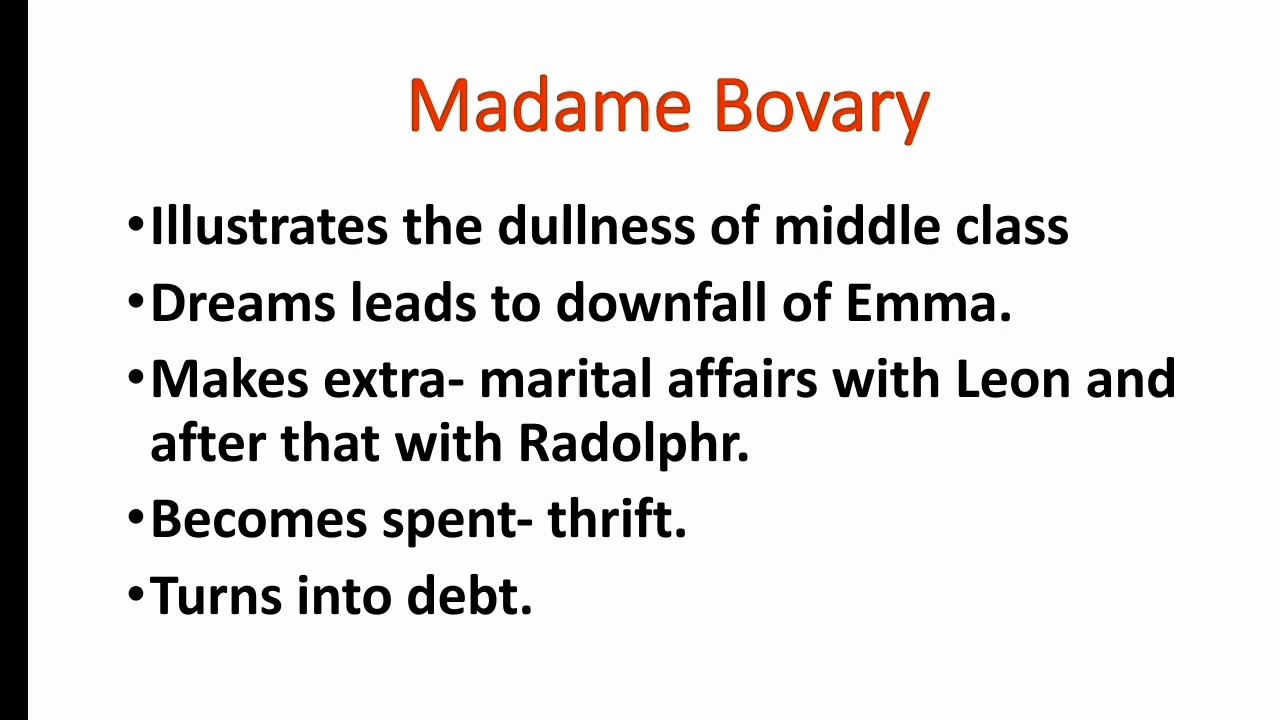 Madame Bovary
•Illustrates the dullness of middle class
•Dreams leads to downfall of Emma.
•Makes extra- marital affairs with Leon and
after that with Radolphr.
•Becomes spent- thrift.
•Turns into debt.